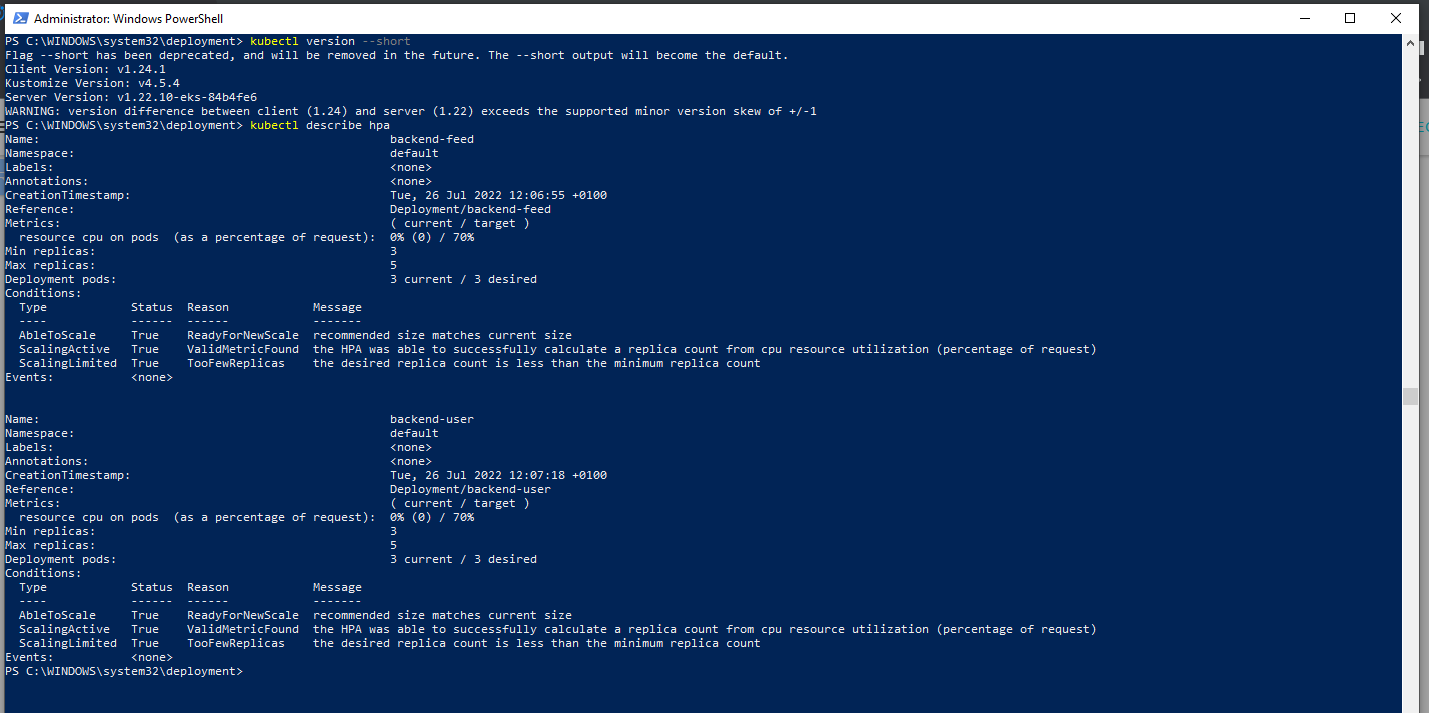 Administrator: Windows PowerShell
PS C:\WINDOWS\system32\deployment> kubectl version --short
Flag --short has been deprecated, and will be removed in the future. The --short output will become the default.
Client Version: v1.24.1
Kustomize Version: v4.5.4
Server Version: v1.22.10-eks-84b4fe6
WARNING: version difference between client (1.24) and server (1.22) exceeds the supported minor version skew of +/-1
PS C:\WINDOWS\system32\deployment> kubectl describe hpa
Name: backend-feed
Namespace: default
Labels: <none>
Annotations: <none>
CreationTimestamp: Tue, 26 Jul 2022 12:06:55 +0100
Reference: Deployment/backend-feed
Metrics: ( current / target )
resource cpu on pods (as a percentage of request): 0% (0) / 70%
Min replicas: 3
Max replicas: 5
Deployment pods: 3 current / 3 desired
Conditions:
Type Status Reason Message
---- ------ ------ -------
AbleToScale True ReadyForNewScale recommended size matches current size
ScalingActive True ValidMetricFound the HPA was able to successfully calculate a replica count from cpu resource utilization (percentage of request)
ScalingLimited True TooFewReplicas the desired replica count is less than the minimum replica count
Events: <none>
Name: backend-user
Namespace: default
Labels: <none>
Annotations: <none>
CreationTimestamp: Tue, 26 Jul 2022 12:07:18 +0100
Reference: Deployment/backend-user
Metrics: ( current / target )
resource cpu on pods (as a percentage of request): 0% (0) / 70%
Min replicas: 3
Max replicas: 5
Deployment pods: 3 current / 3 desired
Conditions:
Type Status Reason Message
---- ------ ------ -------
AbleToScale True ReadyForNewScale recommended size matches current size
ScalingActive True ValidMetricFound the HPA was able to successfully calculate a replica count from cpu resource utilization (percentage of request)
ScalingLimited True TooFewReplicas the desired replica count is less than the minimum replica count
Events: <none>
PS C:\WINDOWS\system32\deployment>